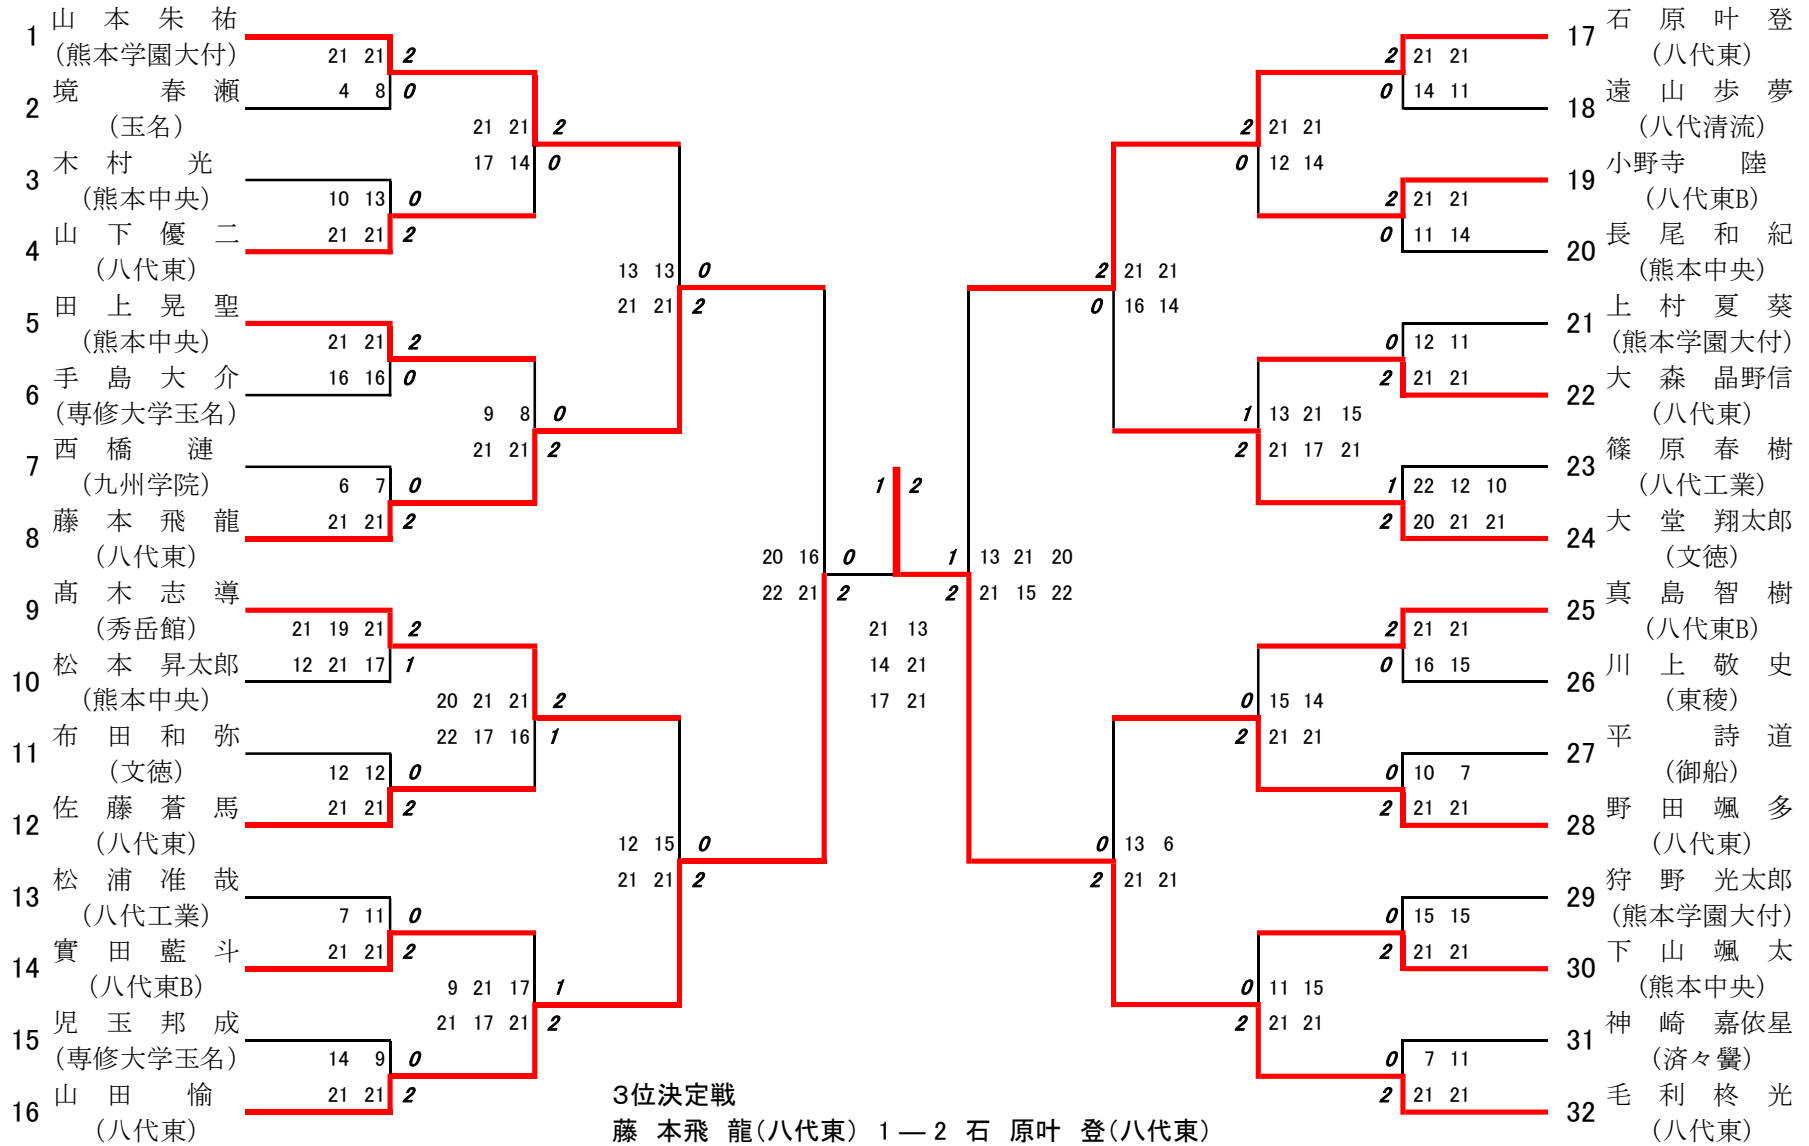 1 山本朱祐
(熊本学園大付)
21 21 2
2 境春瀬
4 8 0
(玉名)
21 21 2
17 14 0
3 木村光
(熊本中央)
10 13 0
4 山下優二
21 21 2
(八代東)
13 13 0
21 21 2
5 田上晃聖
(熊本中央)
21 21 2
6 手島大介
16 16 0
(専修大学玉名)
9 8 0
21 21 2
7 西橋漣
(九州学院)
6 7 0
8 藤本飛龍
21 21 2
(八代東)
20 16 0
22 21 2
9 髙木志導
(秀岳館)
21 19 21 2
10 松本昇太郎
12 21 17 1
(熊本中央)
20 21 21 2
22 17 16 1
11 布田和弥
(文徳)
12 12 0
12 佐藤蒼馬
21 21 2
(八代東)
12 15 0
21 21 2
13 松浦准哉
(八代工業)
7 11 0
14 實田藍斗
21 21 2
(八代東B)
9 21 17 1
21 17 21 2
15 児玉邦成
(専修大学玉名)
14 9 0
16 山田愉
21 21 2
(八代東)
1 2
21 13
14 21
17 21
17 石原叶登
(八代東)
2 21 21
18 遠山歩夢
0 14 11
(八代清流)
2 21 21
0 12 14
19 小野寺陸
(八代東B)
2 21 21
20 長尾和紀
0 11 14
(熊本中央)
2 21 21
0 16 14
21 上村夏葵
(熊本学園大付)
0 12 11
22 大森晶野信
2 21 21
(八代東)
1 13 21 15
2 21 17 21
23 篠原春樹
(八代工業)
1 22 12 10
24 大堂翔太郎
2 20 21 21
(文徳)
1 13 21 20
2 21 15 22
25 真島智樹
(八代東B)
2 21 21
26 川上敬史
0 16 15
(東稜)
0 15 14
2 21 21
27 平詩道
(御船)
0 10 7
28 野田颯多
2 21 21
(八代東)
0 13 6
2 21 21
29 狩野光太郎
(熊本学園大付)
0 15 15
30 下山颯太
2 21 21
(熊本中央)
0 11 15
2 21 21
31 神崎嘉依星
(済々黌)
0 7 11
32 毛利柊光
2 21 21
(八代東)
3位決定戦
藤 本飛 龍(八代東) 1 — 2 石 原叶 登(八代東)